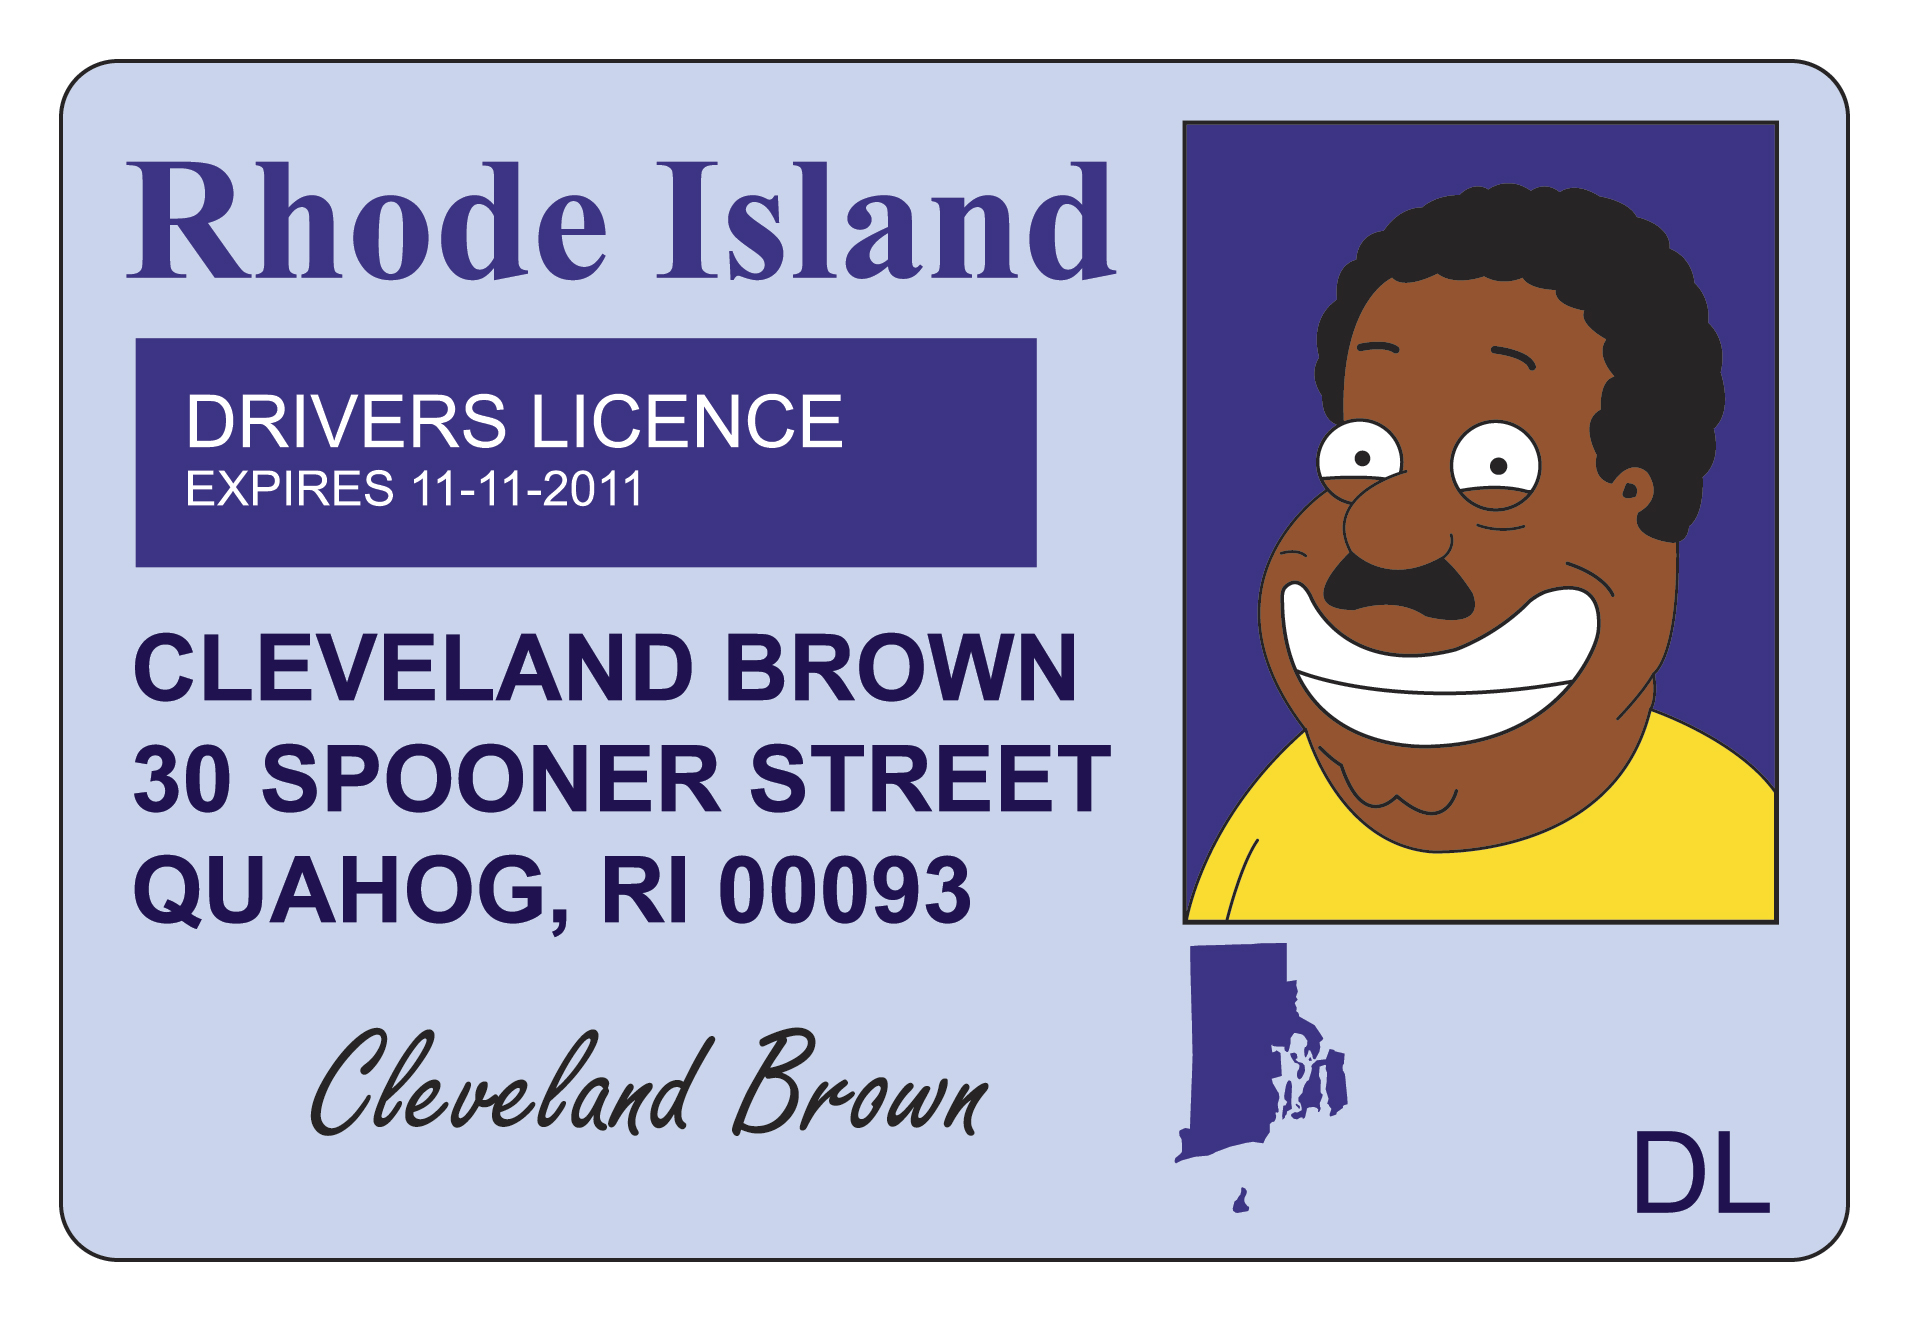 Rhode Island
DRIVERS LICENCE
EXPIRES 11-11-2011
CLEVELAND BROWN
30 SPOONER STREET
QUAHOG, RI 00093
Cleveland Brown
DL